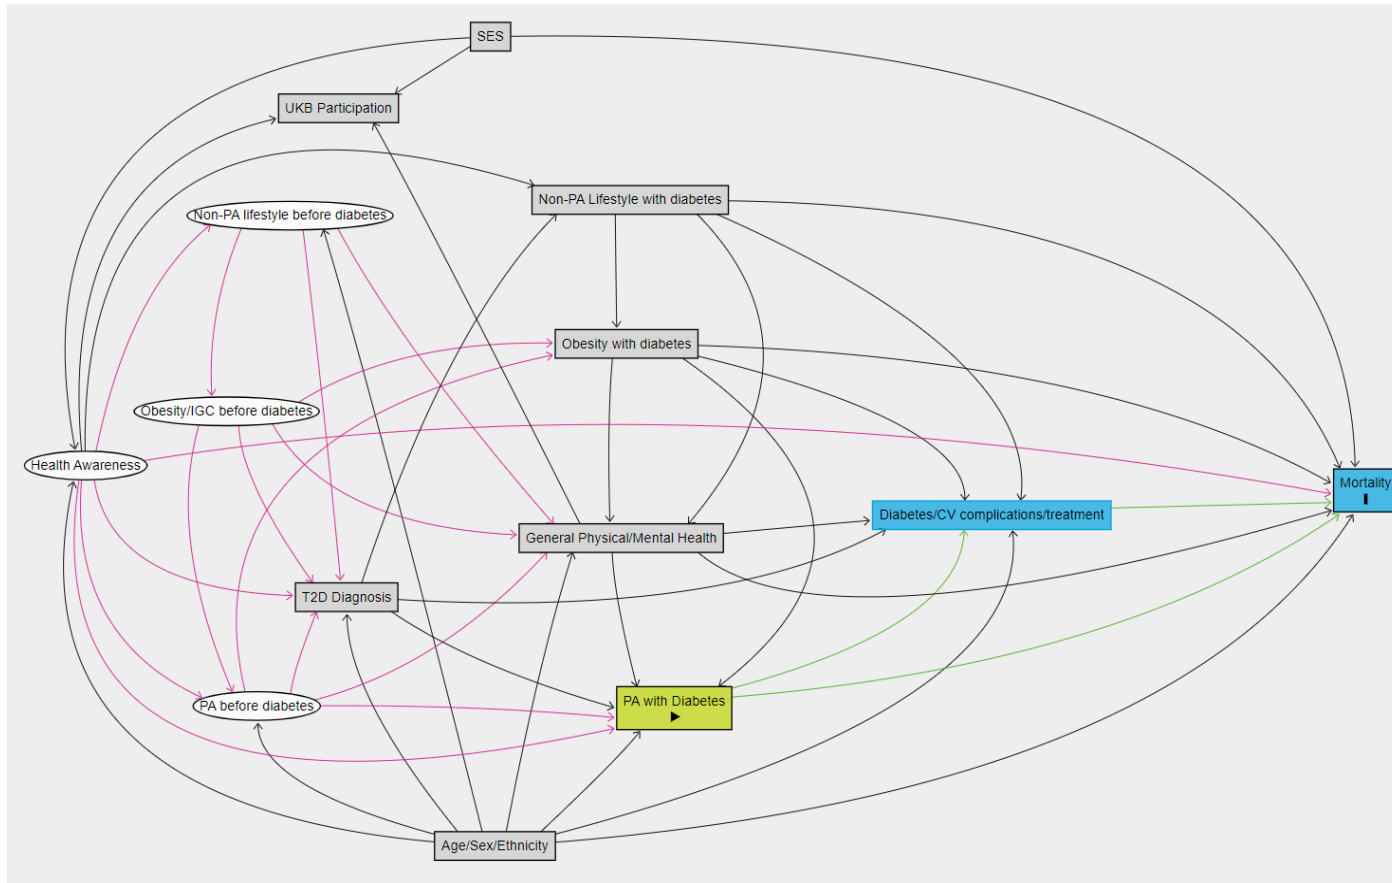 SES
UKB Participation
Non-PA Lifestyle with diabetes
Non-PA lifestyle before diabetes
Obesity with diabetes
Obesity/IGC before diabetes
Health Awareness
Mortality
Diabetes/CV complications/treatment
General Physical/Mental Health
T2D Diagnosis
PA with Diabetes
PA before diabetes
Age/Sex/Ethnicity